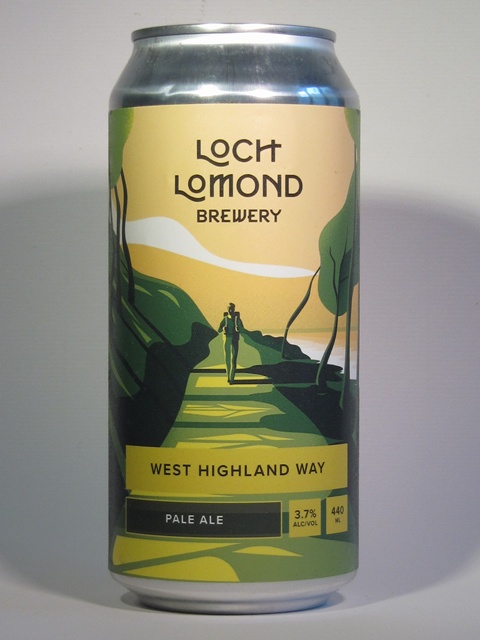 LOCH
LOMOND
BREWERY
WEST HIGHLAND WAY
PALE ALE
3.7%
ALC/VOL
440
ML